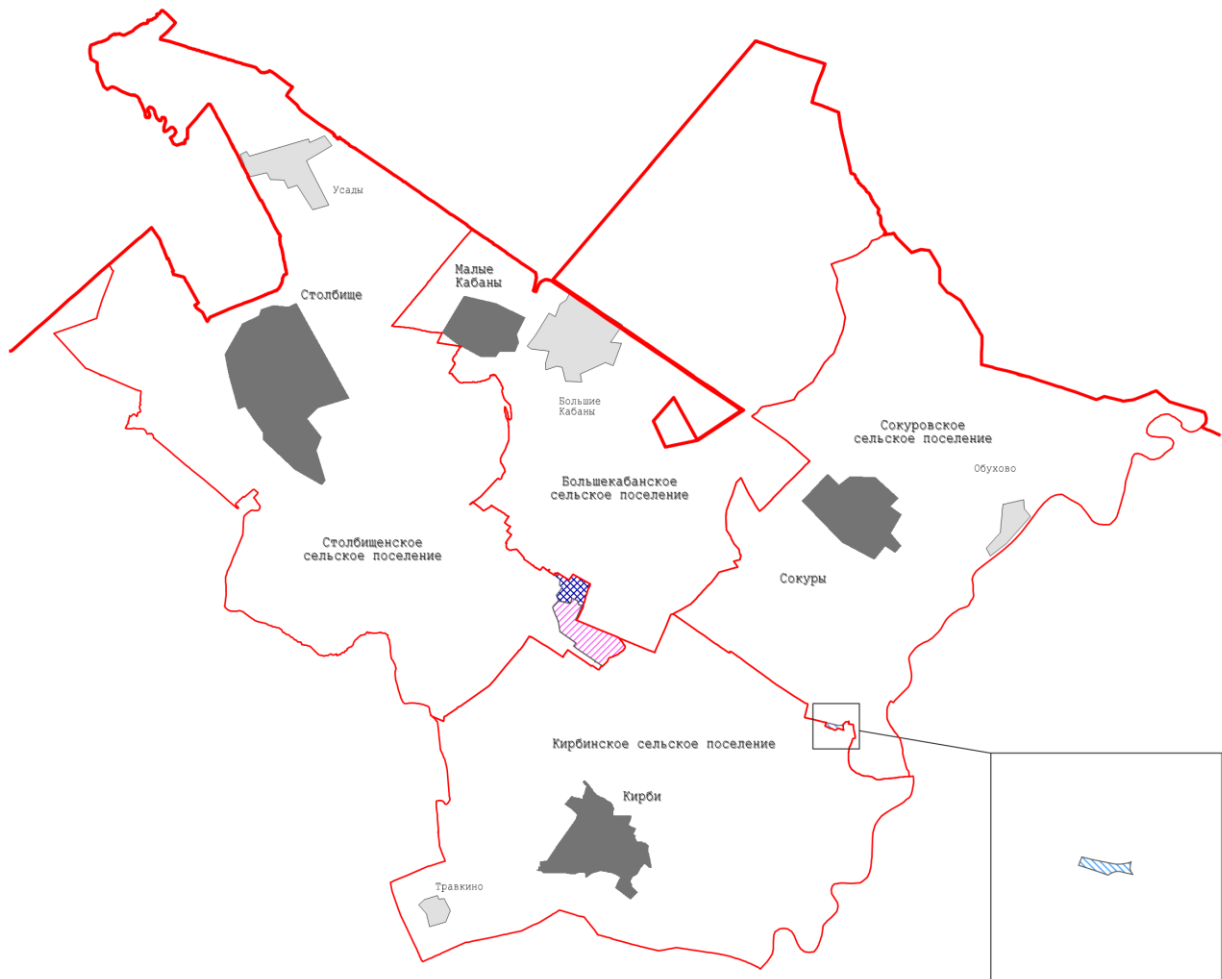 Усады
Малые
Кабаны
Столбище
Большие
Кабаны
Сокуровское
сельское поселение
Обухово
Большекабанское
сельское поселение
Столбищенское
сельское поселение
Сокуры
Кирбинское сельское поселение
Кирби
Травкино